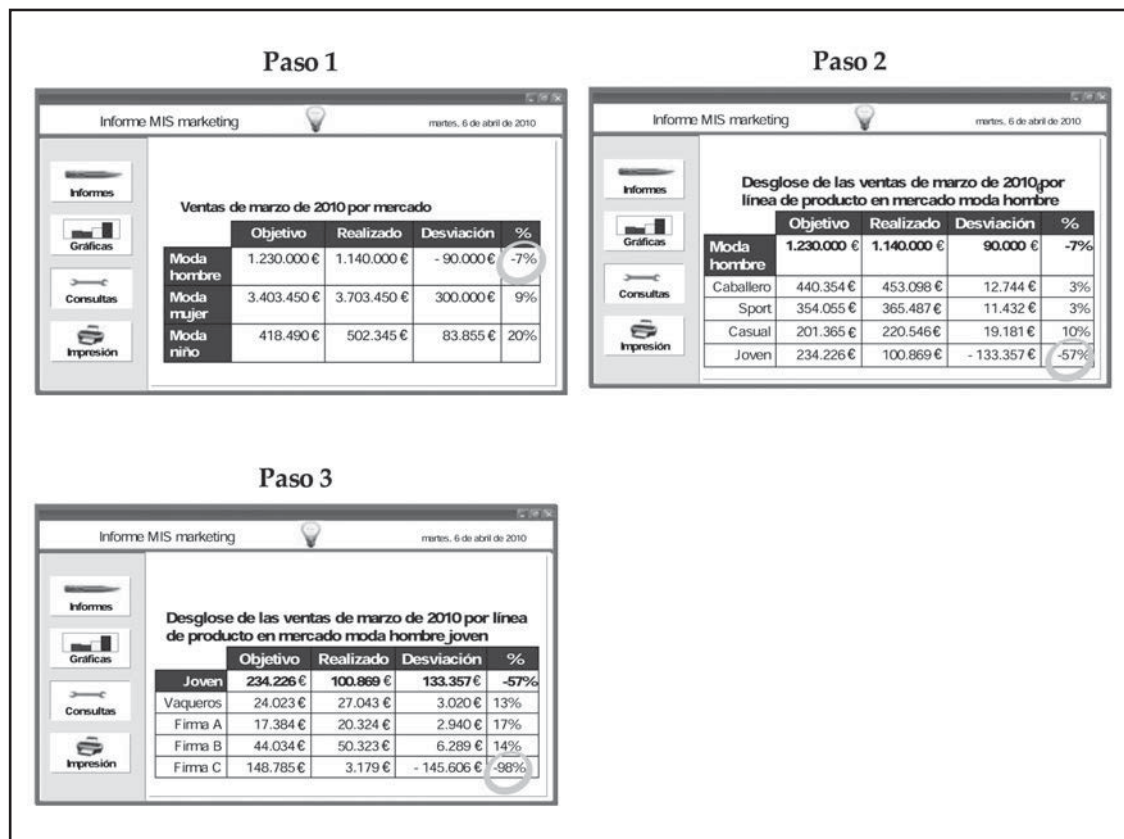 Paso 1
Informe MIS marketing
martes, 6 de abril de 2010
Informes
Gráficas
Consultas
Impresión
Ventas de marzo de 2010 por mercado
Objetivo Realizado Desviación %
Moda hombre 1.230.000 € 1.140.000 € - 90.000 € -7%
Moda mujer 3.403.450 € 3.703.450 € 300.000 € 9%
Moda niño 418.490 € 502.345 € 83.855 € 20%
Paso 2
Informe MIS marketing
martes, 6 de abril de 2010
Informes
Gráficas
Consultas
Impresión
Desglose de las ventas de marzo de 2010 por
línea de producto en mercado moda hombre
Objetivo Realizado Desviación %
Moda hombre 1.230.000 € 1.140.000 € 90.000 € -7%
Caballero 440.354 € 453.098 € 12.744 € 3%
Sport 354.055 € 365.487 € 11.432 € 3%
Casual 201.365 € 220.546 € 19.181 € 10%
Joven 234.226 € 100.869 € - 133.357 € -57%
Paso 3
Informe MIS marketing
martes, 6 de abril de 2010
Informes
Gráficas
Consultas
Impresión
Desglose de las ventas de marzo de 2010 por línea
de producto en mercado moda hombre joven
Objetivo Realizado Desviación %
Joven 234.226 € 100.869 € 133.357 € -57%
Vaqueros 24.023 € 27.043 € 3.020 € 13%
Firma A 17.384 € 20.324 € 2.940 € 17%
Firma B 44.034 € 50.323 € 6.289 € 14%
Firma C 148.785 € 3.179 € - 145.606 € -98%